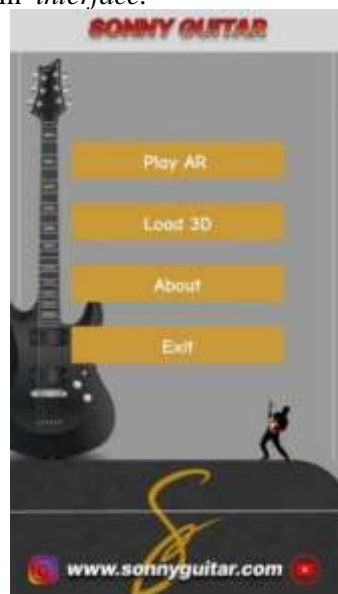 interface.
SONNY GUITAR
Play AR
Load 3D
About
Exit
www.sonnyguitar.com